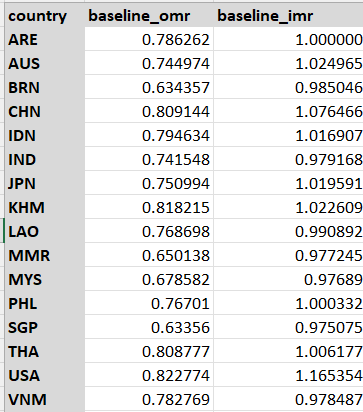 country baseline_omr baseline_imr
ARE 0.786262 1.000000
AUS 0.744974 1.024965
BRN 0.634357 0.985046
CHN 0.809144 1.076466
IDN 0.794634 1.016907
IND 0.741548 0.979168
JPN 0.750994 1.019591
KHM 0.818215 1.022609
LAO 0.768698 0.990892
MMR 0.650138 0.977245
MYS 0.678582 0.97689
PHL 0.76701 1.000332
SGP 0.63356 0.975075
THA 0.808777 1.006177
USA 0.822774 1.165354
VNM 0.782769 0.978487